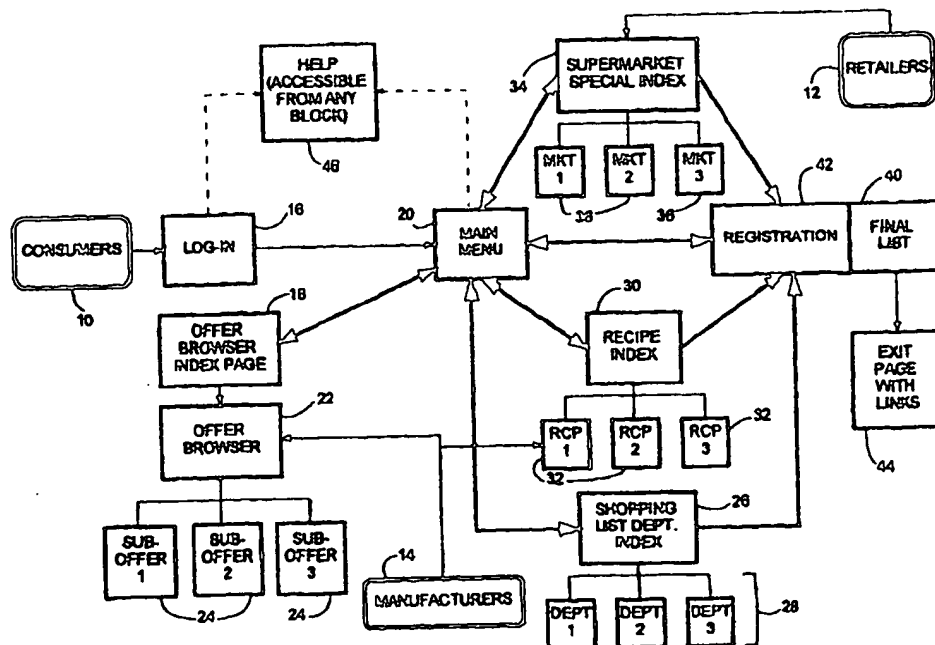 SUPERMARKET
SPECIAL INDEX
34
RETAILERS
12
HELP
(ACCESSIBLE
FROM ANY
BLOCK)
46
MKT
1
MKT
2
MKT
3
36
42
40
16
20
CONSUMERS
10
LOG-IN
MAIN
MENU
REGISTRATION
FINAL
LIST
18
OFFER
BROWSER
INDEX PAGE
30
RECIPE
INDEX
EXIT
PAGE
WITH
LINKS
44
22
OFFER
BROWSER
RCP
1
RCP
2
RCP
3
32
32
26
SHOPPING
LIST DEPT.
INDEX
SUB-
OFFER
1
SUB-
OFFER
2
SUB-
OFFER
3
24
24
14
MANUFACTURERS
DEPT
1
DEPT
2
DEPT
3
28